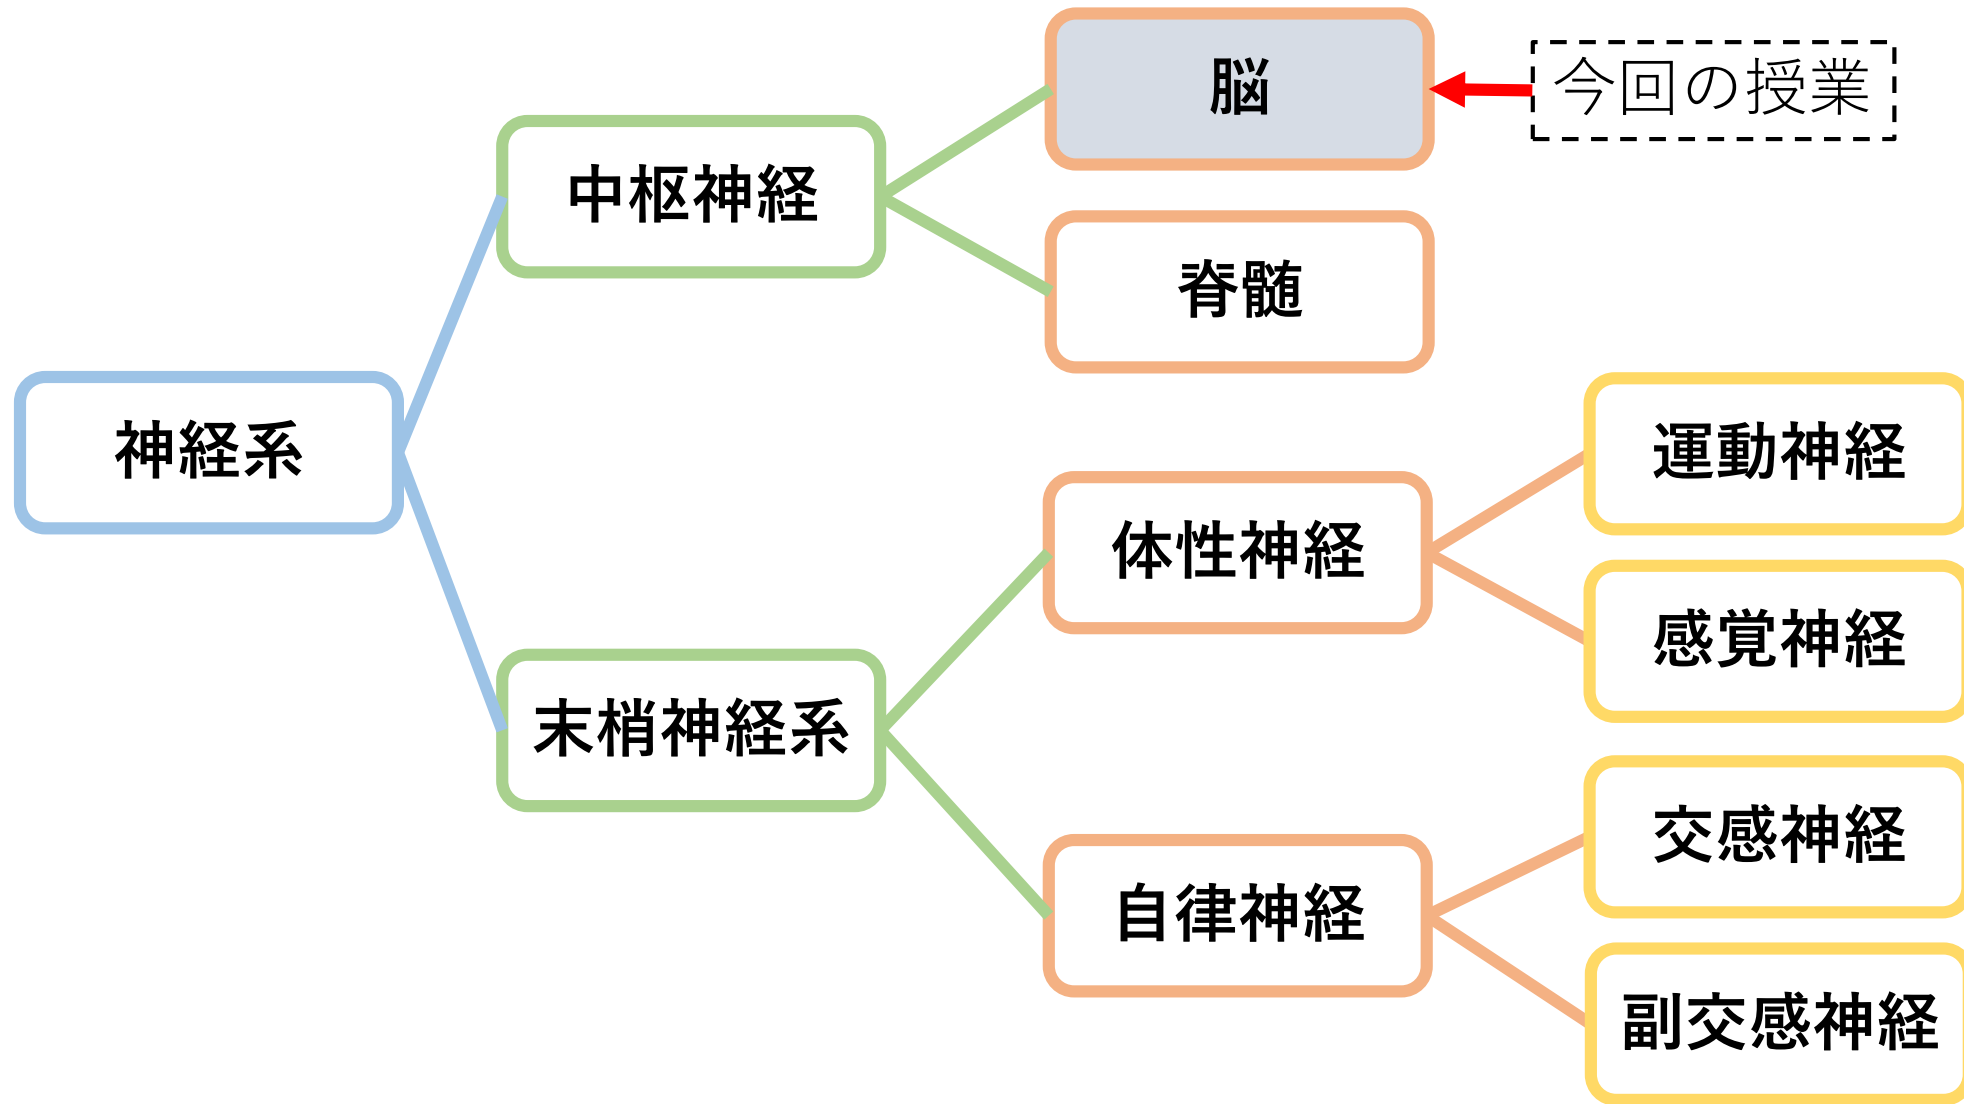 脳
今回の授業
中枢神経
脊髄
神経系
運動神経
体性神経
感覚神経
末梢神経系
交感神経
自律神経
副交感神経